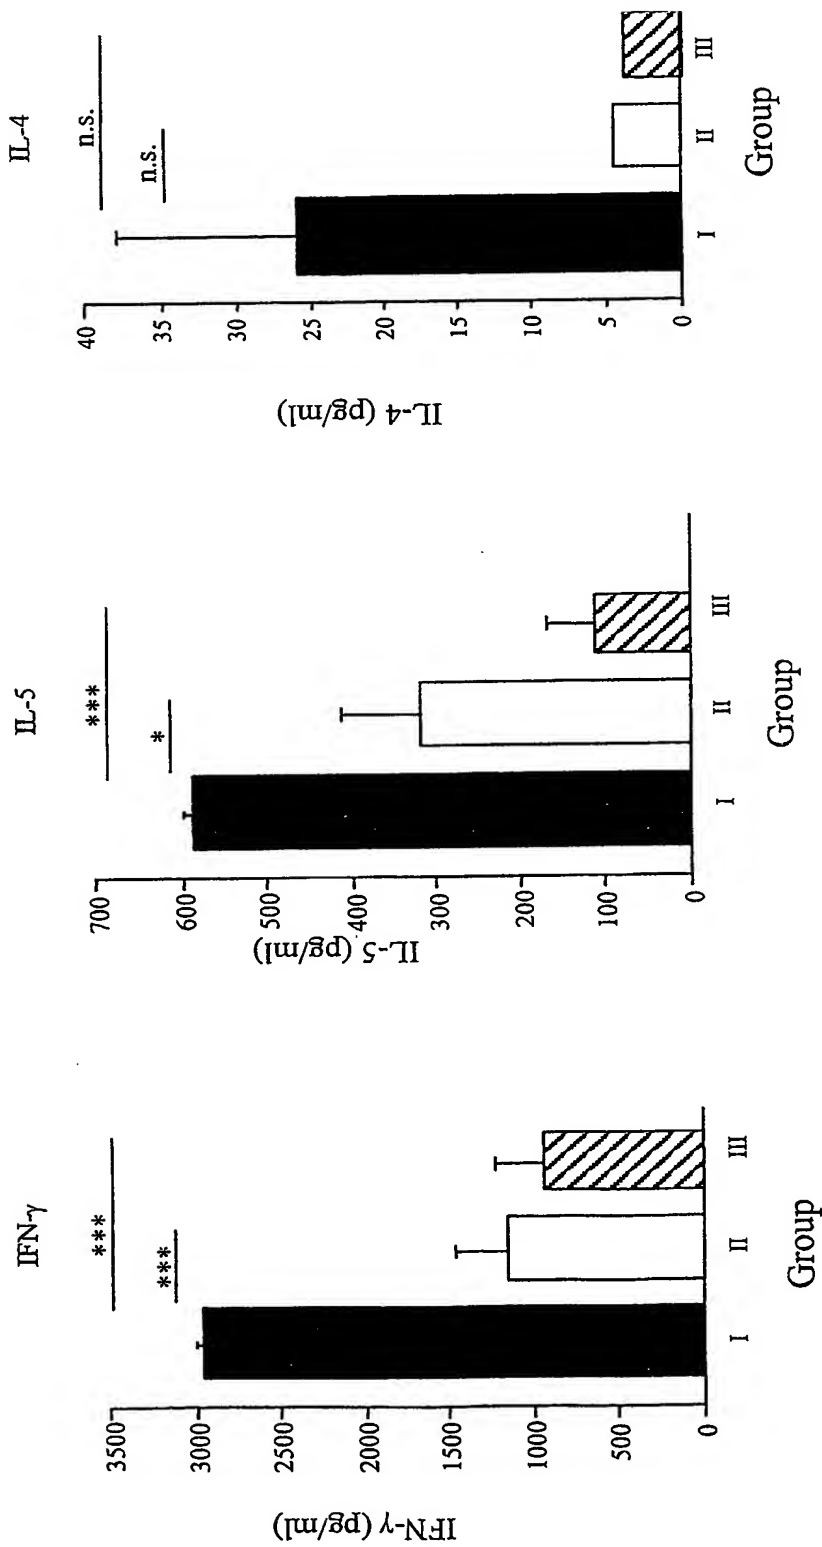 IFN-γ
***
***
IFN-γ (pg/ml)
3500
3000
2500
2000
1500
1000
500
0
I
II
III
Group
IL-5
***
*
IL-5 (pg/ml)
700
600
500
400
300
200
100
0
I
II
III
Group
IL-4
n.s.
n.s.
IL-4 (pg/ml)
40
35
30
25
20
15
10
5
0
I
II
III
Group